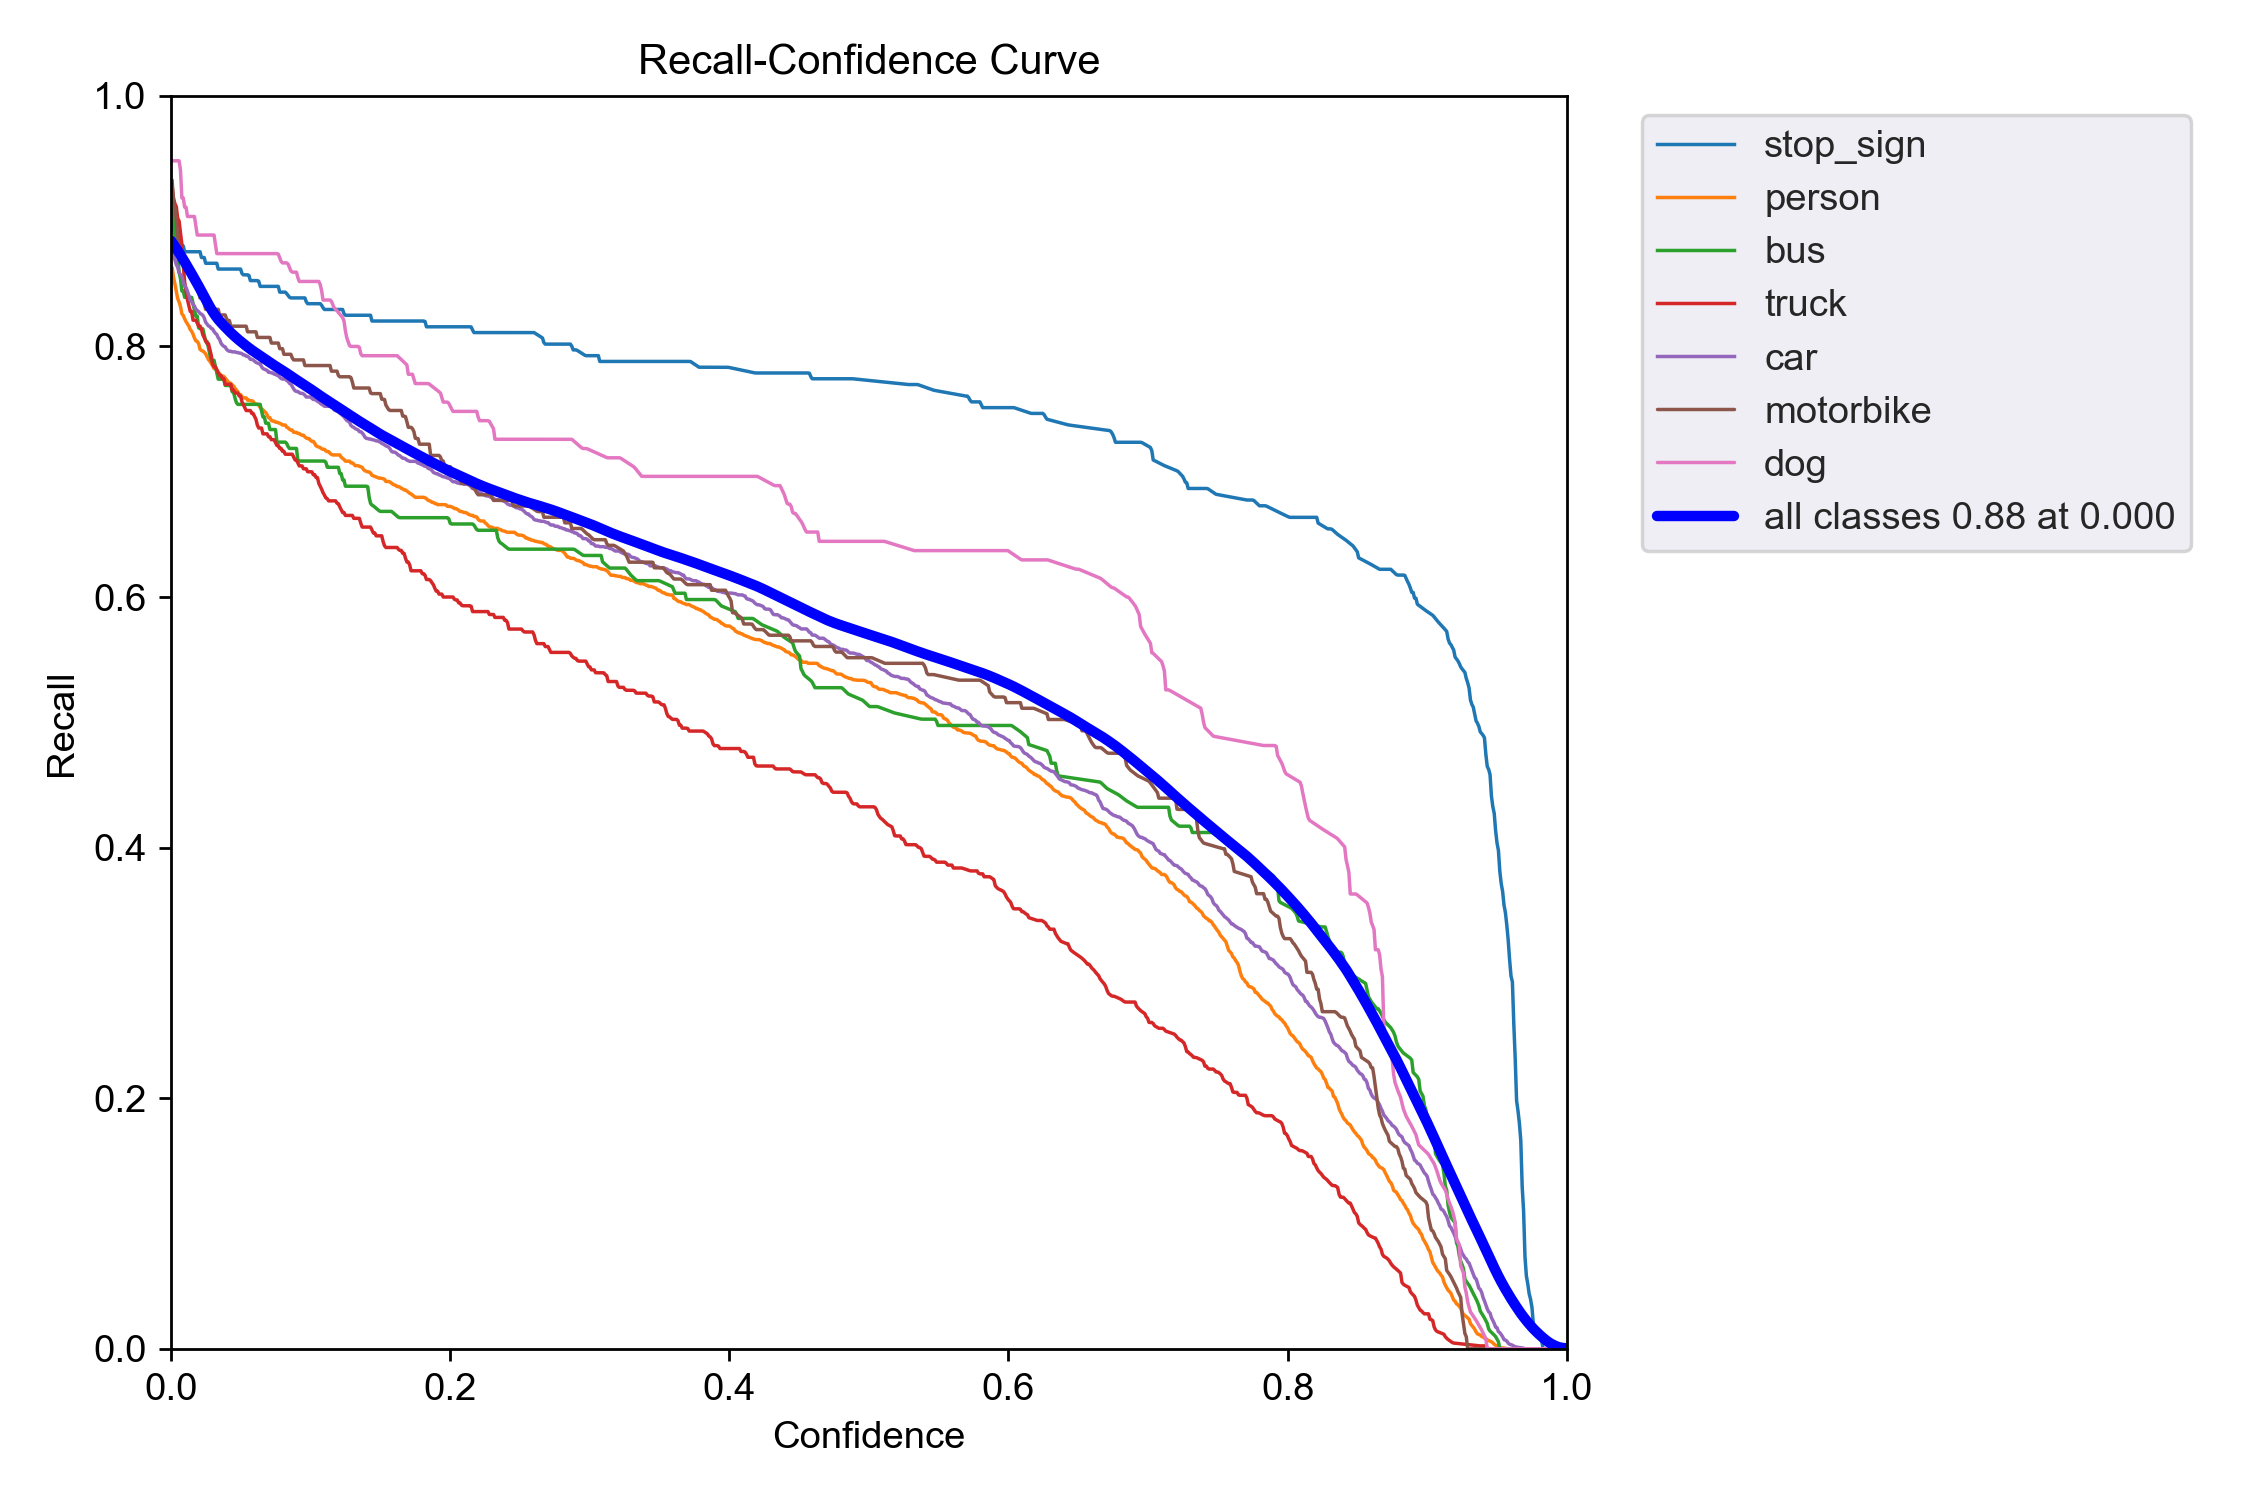 Recall-Confidence Curve
1.0
0.8
0.6
0.4
0.2
0.0
Recall
0.0 0.2 0.4 0.6 0.8 1.0
Confidence
stop_sign
person
bus
truck
car
motorbike
dog
all classes 0.88 at 0.000